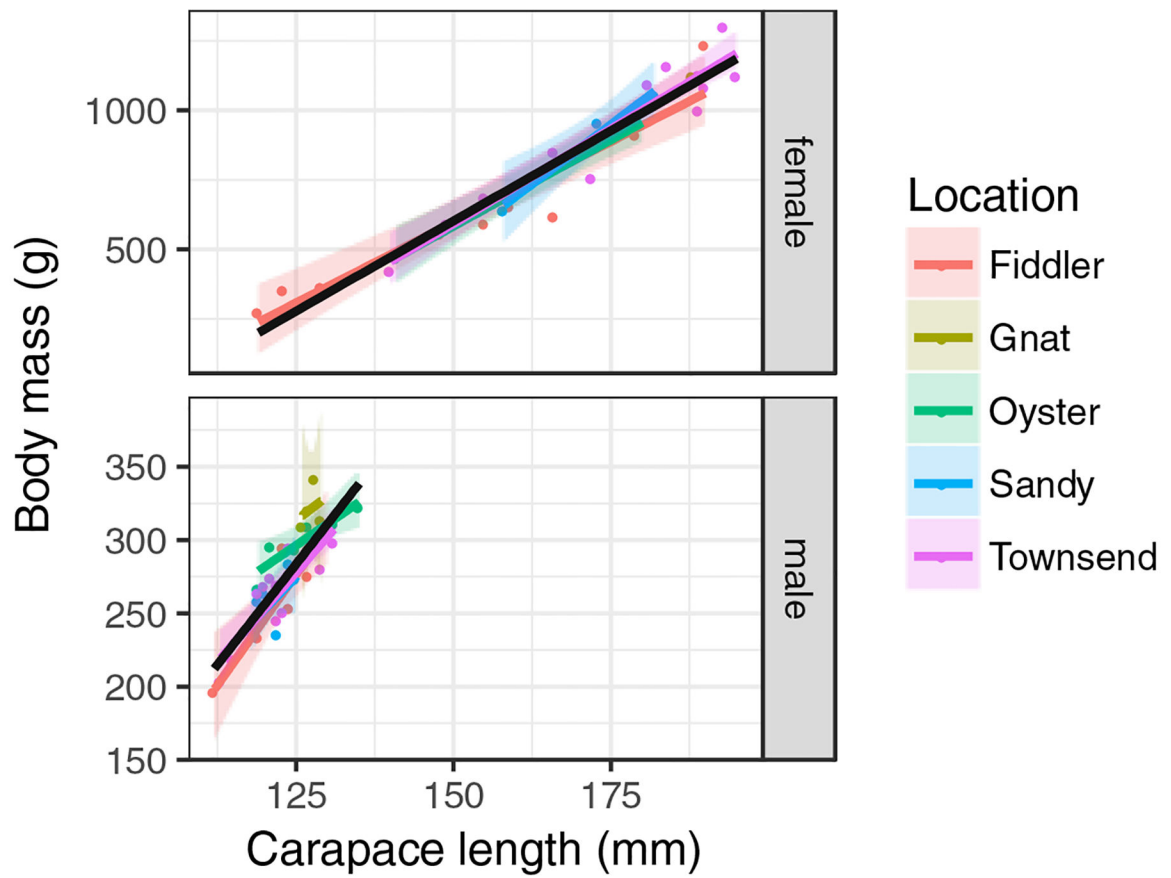 Body mass (g)
1000
500
female
350
300
250
200
150
male
125 150 175
Carapace length (mm)
Location
Fiddler
Gnat
Oyster
Sandy
Townsend